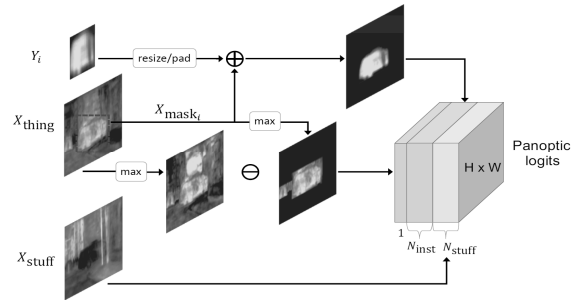 Y_i
resize/pad
X_thing
X_mask_i
max
max
Panoptic
logits
H x W
1
N_inst
N_stuff
X_stuff